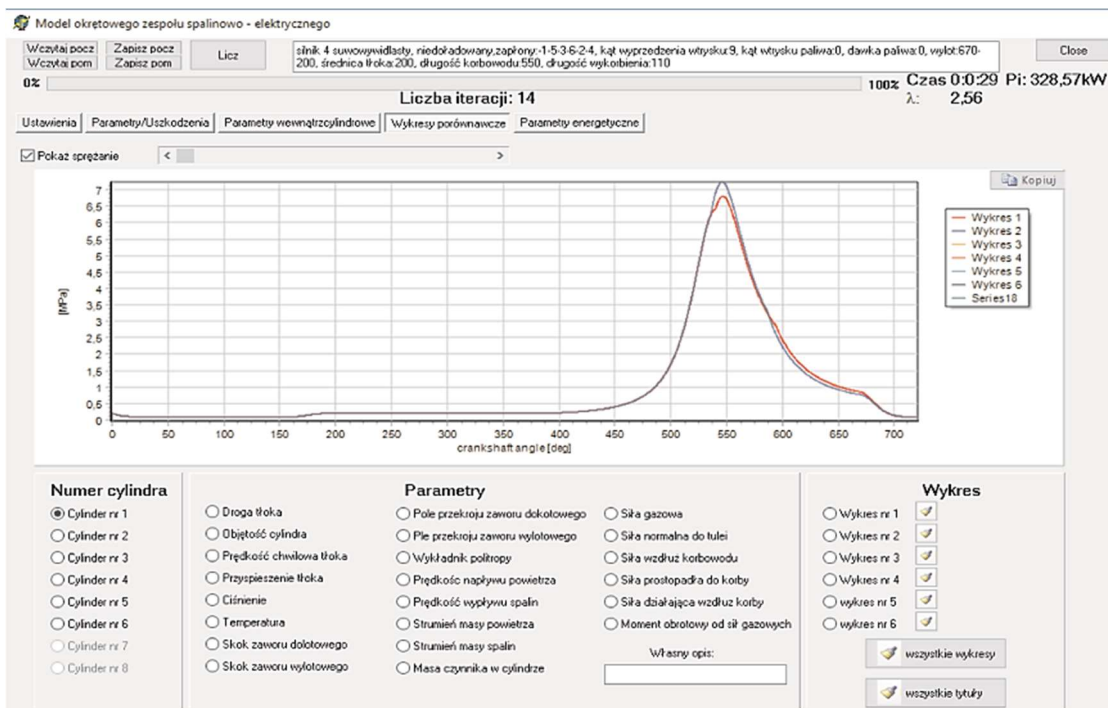 Model okrętowego zespołu spalinowo - elektrycznego
Wczytaj pocz
Zapisz pocz
Wczytaj pom
Zapisz pom
Licz
silnik 4 suwowywidlasty, niedoładowany,zapłony:-1-5-3-6-2-4, kąt wyprzedzenia wtrysku:9, kąt wtrysku paliwa:0, dawka paliwa:0, wylot:670-
200, średnica tłoka:200, długość korbowodu:550, długość wykorbienia:110
Close
0%
100%
Czas 0:0:29 Pi: 328,57kW
Liczba iteracji: 14
λ: 2,56
Ustawienia
Parametry/Uszkodzenia
Parametry wewnątrzcylindrowe
Wykresy porównawcze
Parametry energetyczne
Pokaż sprężanie
Kopiuj
7
6,5
6
5,5
5
4,5
4
3,5
3
2,5
2
1,5
1
0,5
0
[MPa]
0 50 100 150 200 250 300 350 400 450 500 550 600 650 700
crankshaft angle [deg]
Wykres 1
Wykres 2
Wykres 3
Wykres 4
Wykres 5
Wykres 6
Series18
Numer cylindra
Cylinder nr 1
Cylinder nr 2
Cylinder nr 3
Cylinder nr 4
Cylinder nr 5
Cylinder nr 6
Cylinder nr 7
Cylinder nr 8
Parametry
Droga tłoka
Objętość cylindra
Prędkość chwilowa tłoka
Przyspieszenie tłoka
Ciśnienie
Temperatura
Skok zaworu dolotowego
Skok zaworu wylotowego
Pole przekroju zaworu dokotowego
Ple przekroju zaworu wylotowego
Wykładnik politropy
Prędkośc napływu powietrza
Prędkość wypływu spalin
Strumień masy powietrza
Strumień masy spalin
Masa czynnika w cylindrze
Siła gazowa
Siła normalna do tulei
Siła wzdłuż korbowodu
Siła prostopadła do korby
Siła działająca wzdłuż korby
Moment obrotowy od sił gazowych
Własny opis:
Wykres
Wykres nr 1
Wykres nr 2
Wykres nr 3
Wykres nr 4
wykres nr 5
wykres nr 6
wszystkie wykresy
wszystkie tytuły